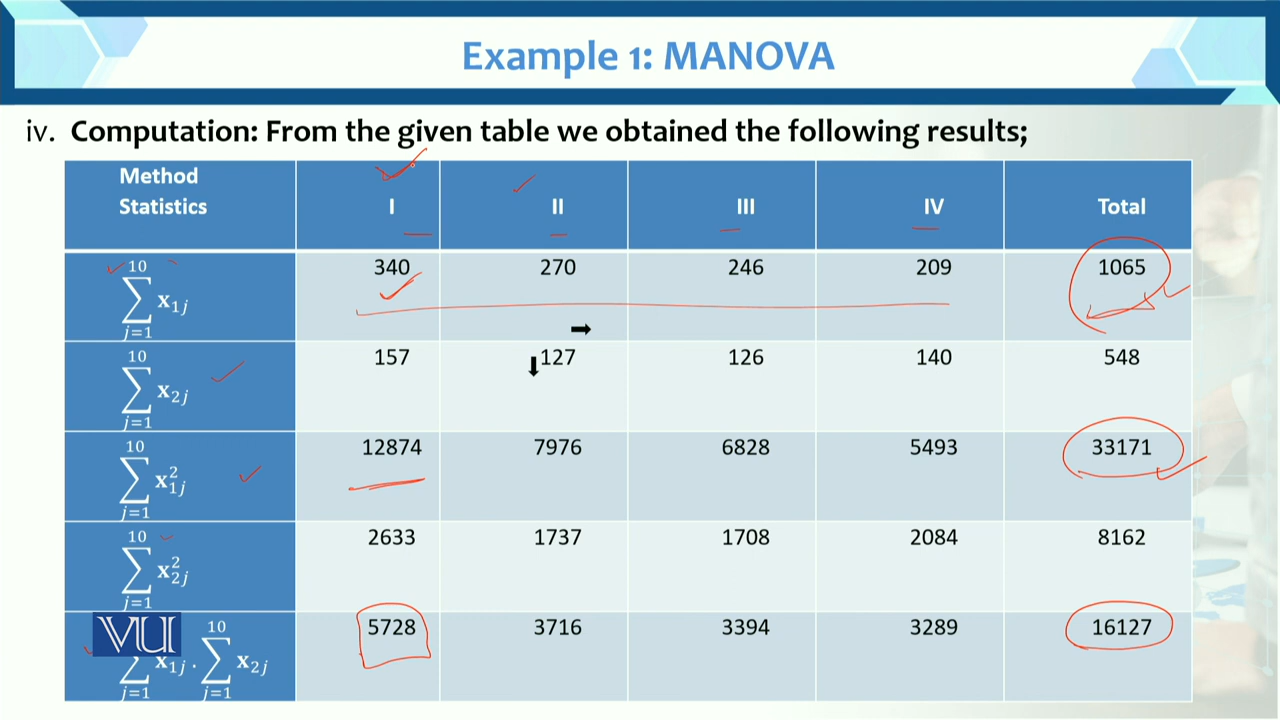 Example 1: MANOVA
iv. Computation: From the given table we obtained the following results;
Method Statistics I II III IV Total
10 ∑ j=1 x1j 340 270 246 209 1065
10 ∑ j=1 x2j 157 127 126 140 548
10 ∑ j=1 x²1j 12874 7976 6828 5493 33171
10 ∑ j=1 x²2j 2633 1737 1708 2084 8162
∑ j=1 x1j . 10 ∑ j=1 x2j 5728 3716 3394 3289 16127
VU